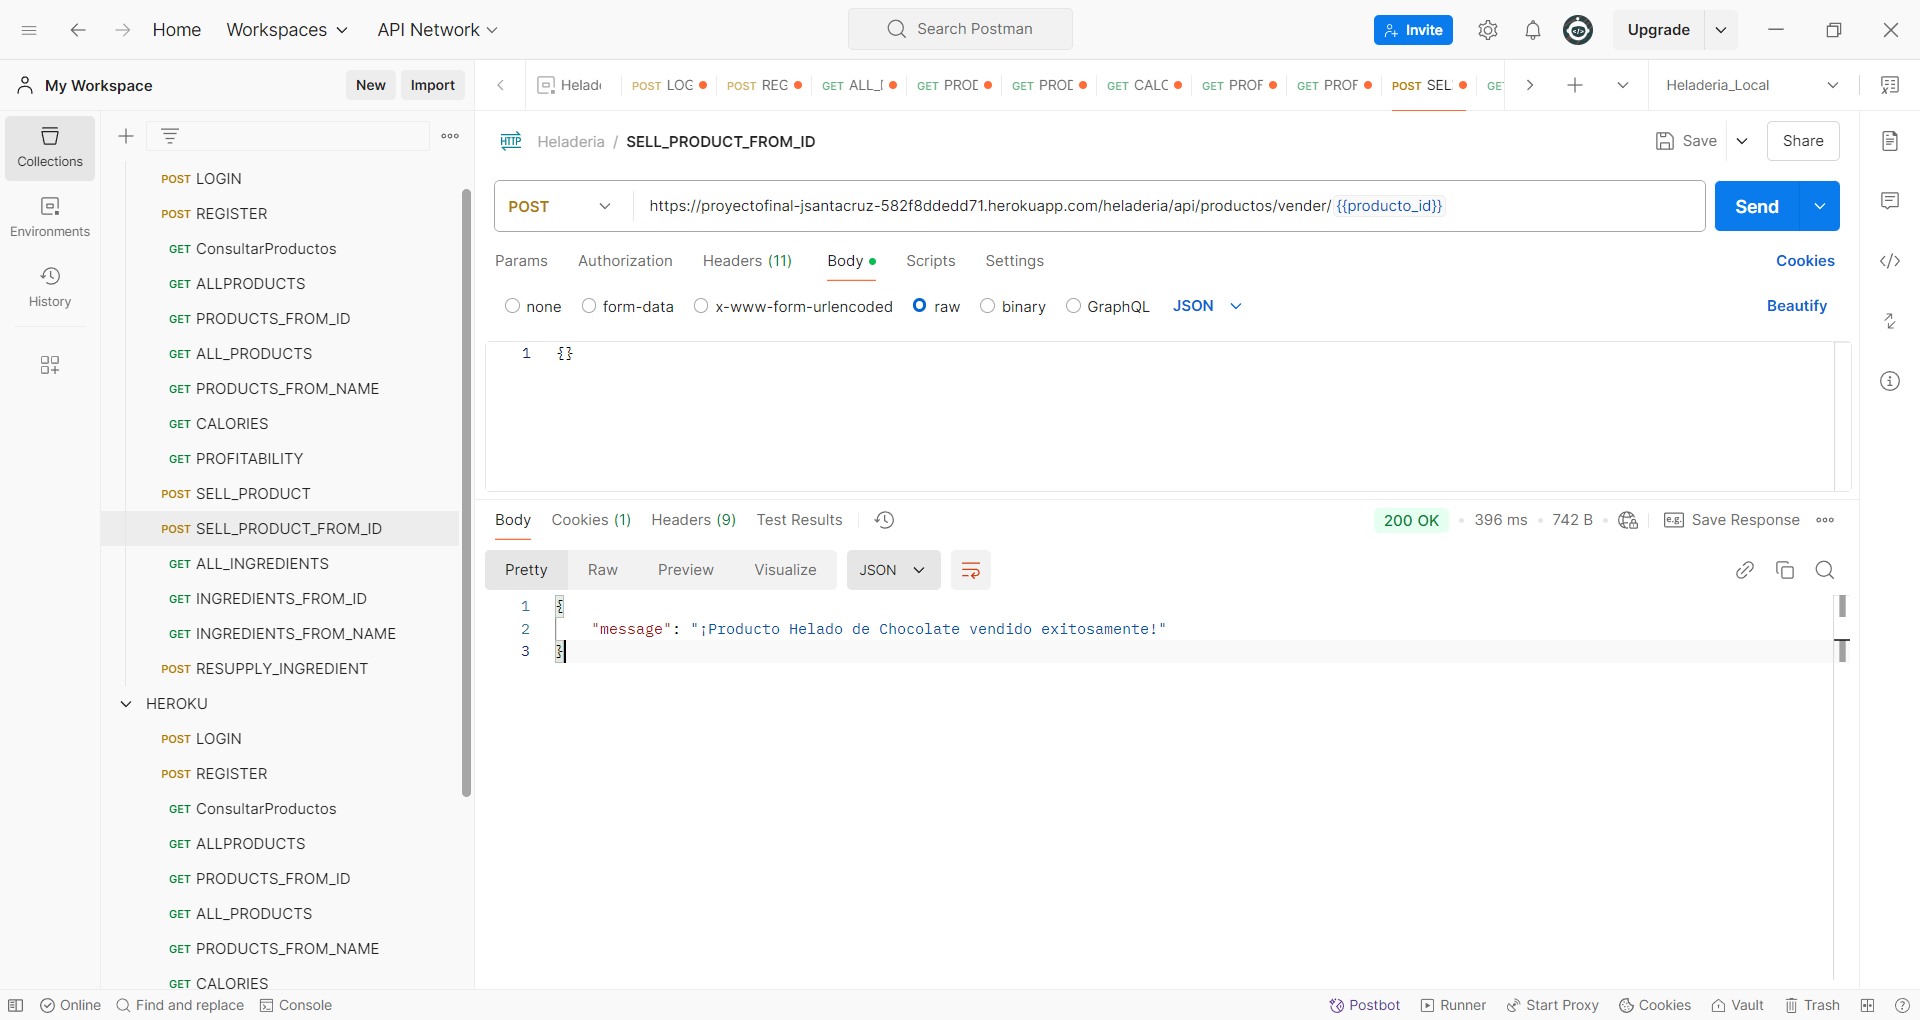 Home Workspaces API Network Search Postman Invite Upgrade
My Workspace New Import
Helade POST LOG POST REG GET ALL_ GET PROD GET PROD GET CALC GET PROF GET PROF POST SEL GE Heladeria_Local
Collections
Environments
History
POST LOGIN
POST REGISTER
GET ConsultarProductos
GET ALLPRODUCTS
GET PRODUCTS_FROM_ID
GET ALL_PRODUCTS
GET PRODUCTS_FROM_NAME
GET CALORIES
GET PROFITABILITY
POST SELL_PRODUCT
POST SELL_PRODUCT_FROM_ID
GET ALL_INGREDIENTS
GET INGREDIENTS_FROM_ID
GET INGREDIENTS_FROM_NAME
POST RESUPPLY_INGREDIENT
HEROKU
POST LOGIN
POST REGISTER
GET ConsultarProductos
GET ALLPRODUCTS
GET PRODUCTS_FROM_ID
GET ALL_PRODUCTS
GET PRODUCTS_FROM_NAME
GET CALORIES
HTTP Heladeria / SELL_PRODUCT_FROM_ID Save Share
POST https://proyectofinal-jsantacruz-582f8ddedd71.herokuapp.com/heladeria/api/productos/vender/ {{producto_id}} Send
Params Authorization Headers (11) Body Scripts Settings Cookies
none form-data x-www-form-urlencoded raw binary GraphQL JSON Beautify
1 {}
Body Cookies (1) Headers (9) Test Results 200 OK 396 ms 742 B e.g. Save Response
Pretty Raw Preview Visualize JSON
1 {
2 "message": "¡Producto Helado de Chocolate vendido exitosamente!"
3 }
Online Find and replace Console Postbot Runner Start Proxy Cookies Vault Trash